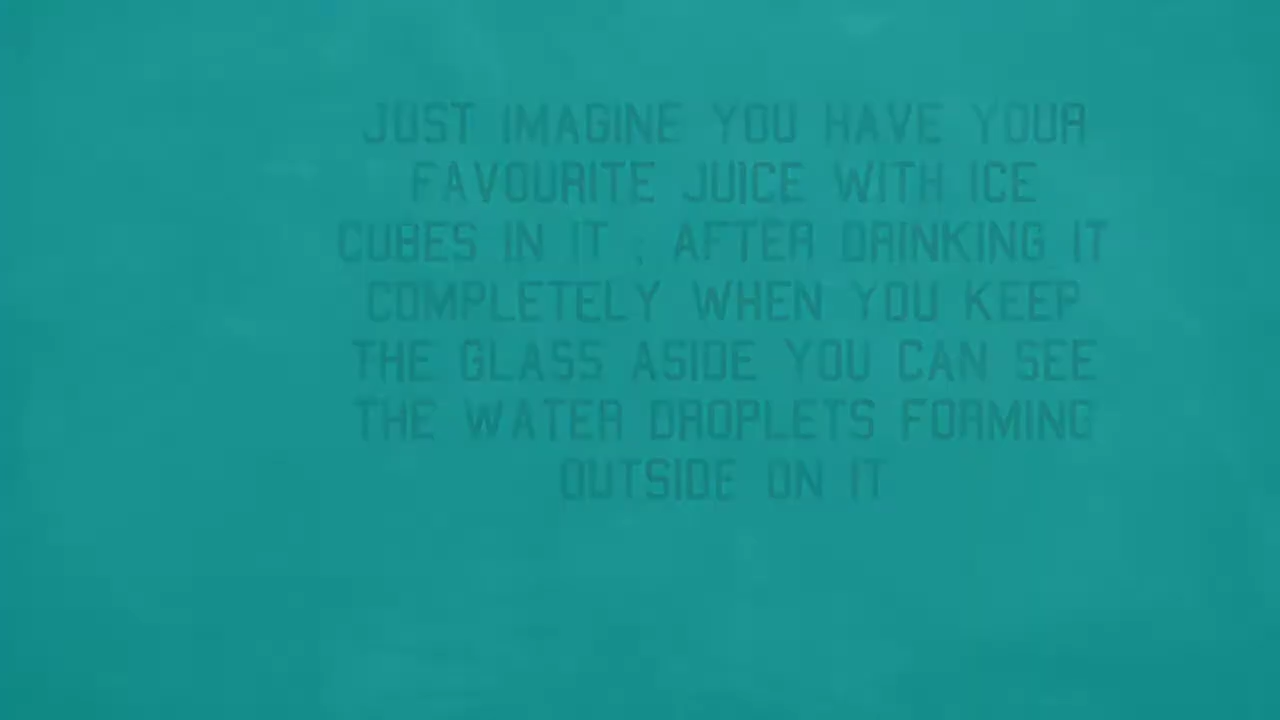 JUST IMAGINE YOU HAVE YOUR
FAVOURITE JUICE WITH ICE
CUBES IN IT ; AFTER DRINKING IT
COMPLETELY WHEN YOU KEEP
THE GLASS ASIDE YOU CAN SEE
THE WATER DROPLETS FORMING
OUTSIDE ON IT